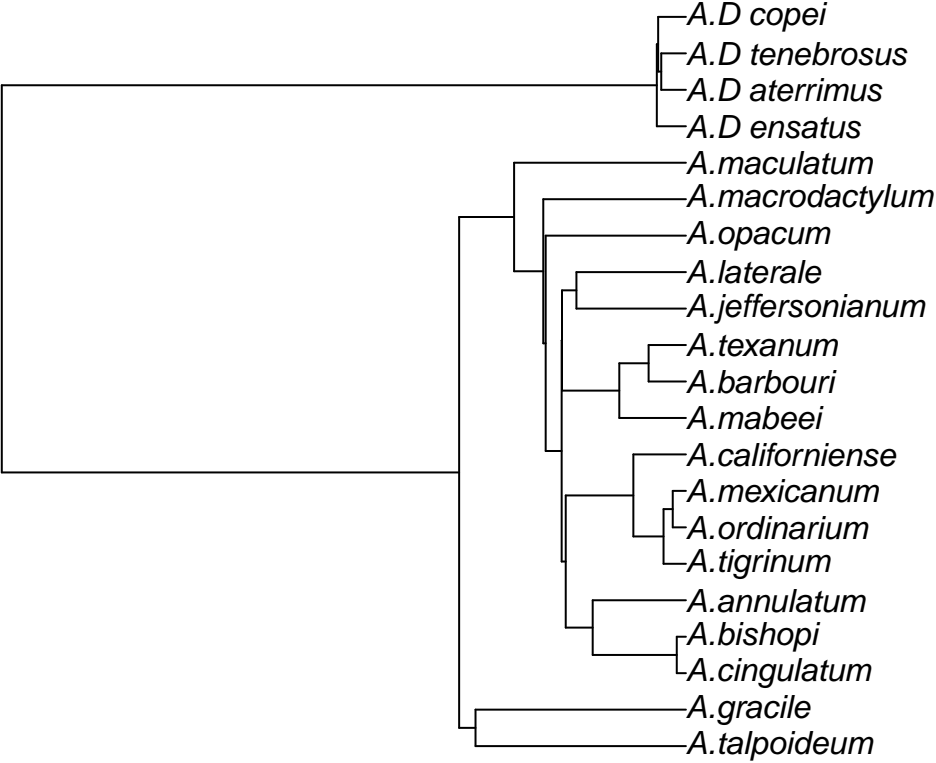 A.D copei
A.D tenebrosus
A.D aterrimus
A.D ensatus
A.maculatum
A.macrodactylum
A.opacum
A.laterale
A.jeffersonianum
A.texanum
A.barbouri
A.mabeei
A.californiense
A.mexicanum
A.ordinarium
A.tigrinum
A.annulatum
A.bishopi
A.cingulatum
A.gracile
A.talpoideum